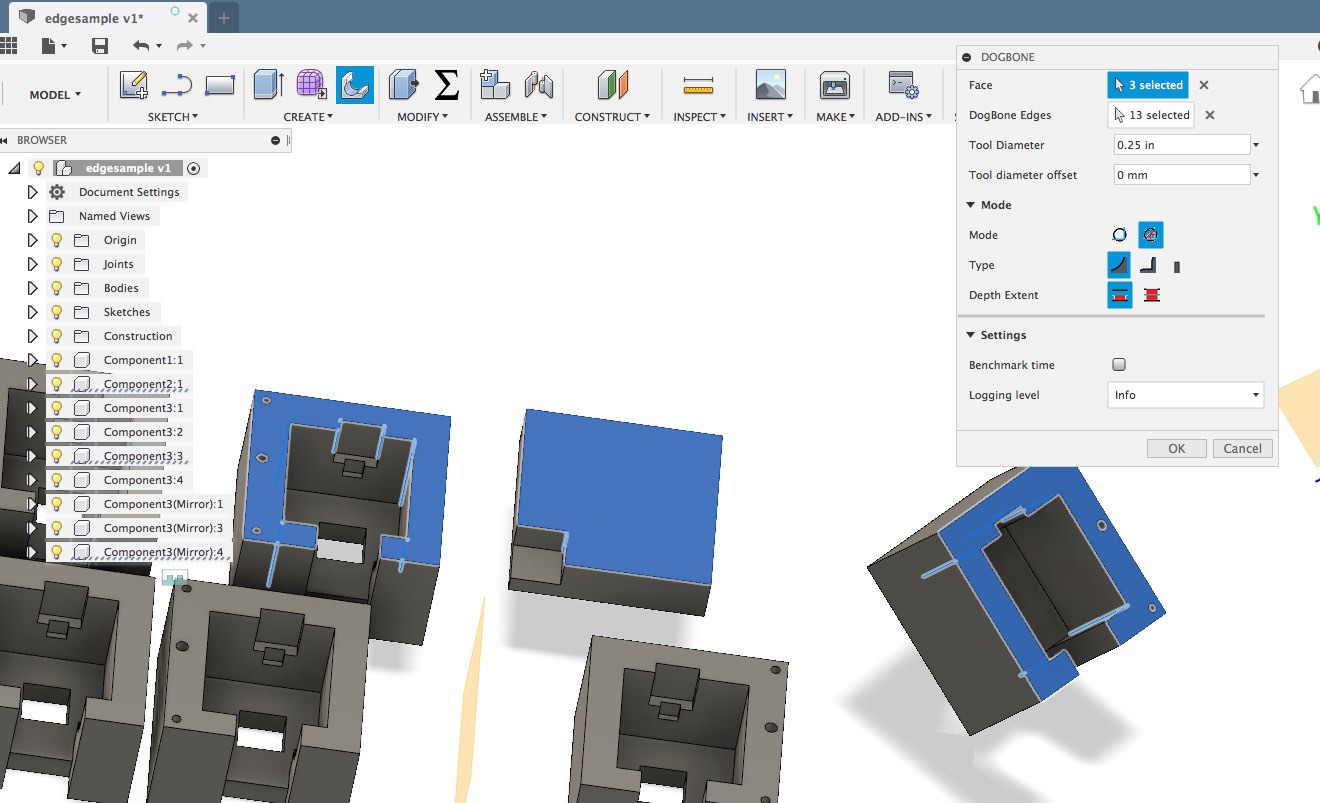 edgesample v1*
MODEL
SKETCH
CREATE
MODIFY
ASSEMBLE
CONSTRUCT
INSPECT
INSERT
MAKE
ADD-INS
BROWSER
edgesample v1
Document Settings
Named Views
Origin
Joints
Bodies
Sketches
Construction
Component1:1
Component2:1
Component3:1
Component3:2
Component3:3
Component3:4
Component3(Mirror):1
Component3(Mirror):3
Component3(Mirror):4
DOGBONE
Face
3 selected
DogBone Edges
13 selected
Tool Diameter
0.25 in
Tool diameter offset
0 mm
Mode
Mode
Type
Depth Extent
Settings
Benchmark time
Logging level
Info
OK
Cancel